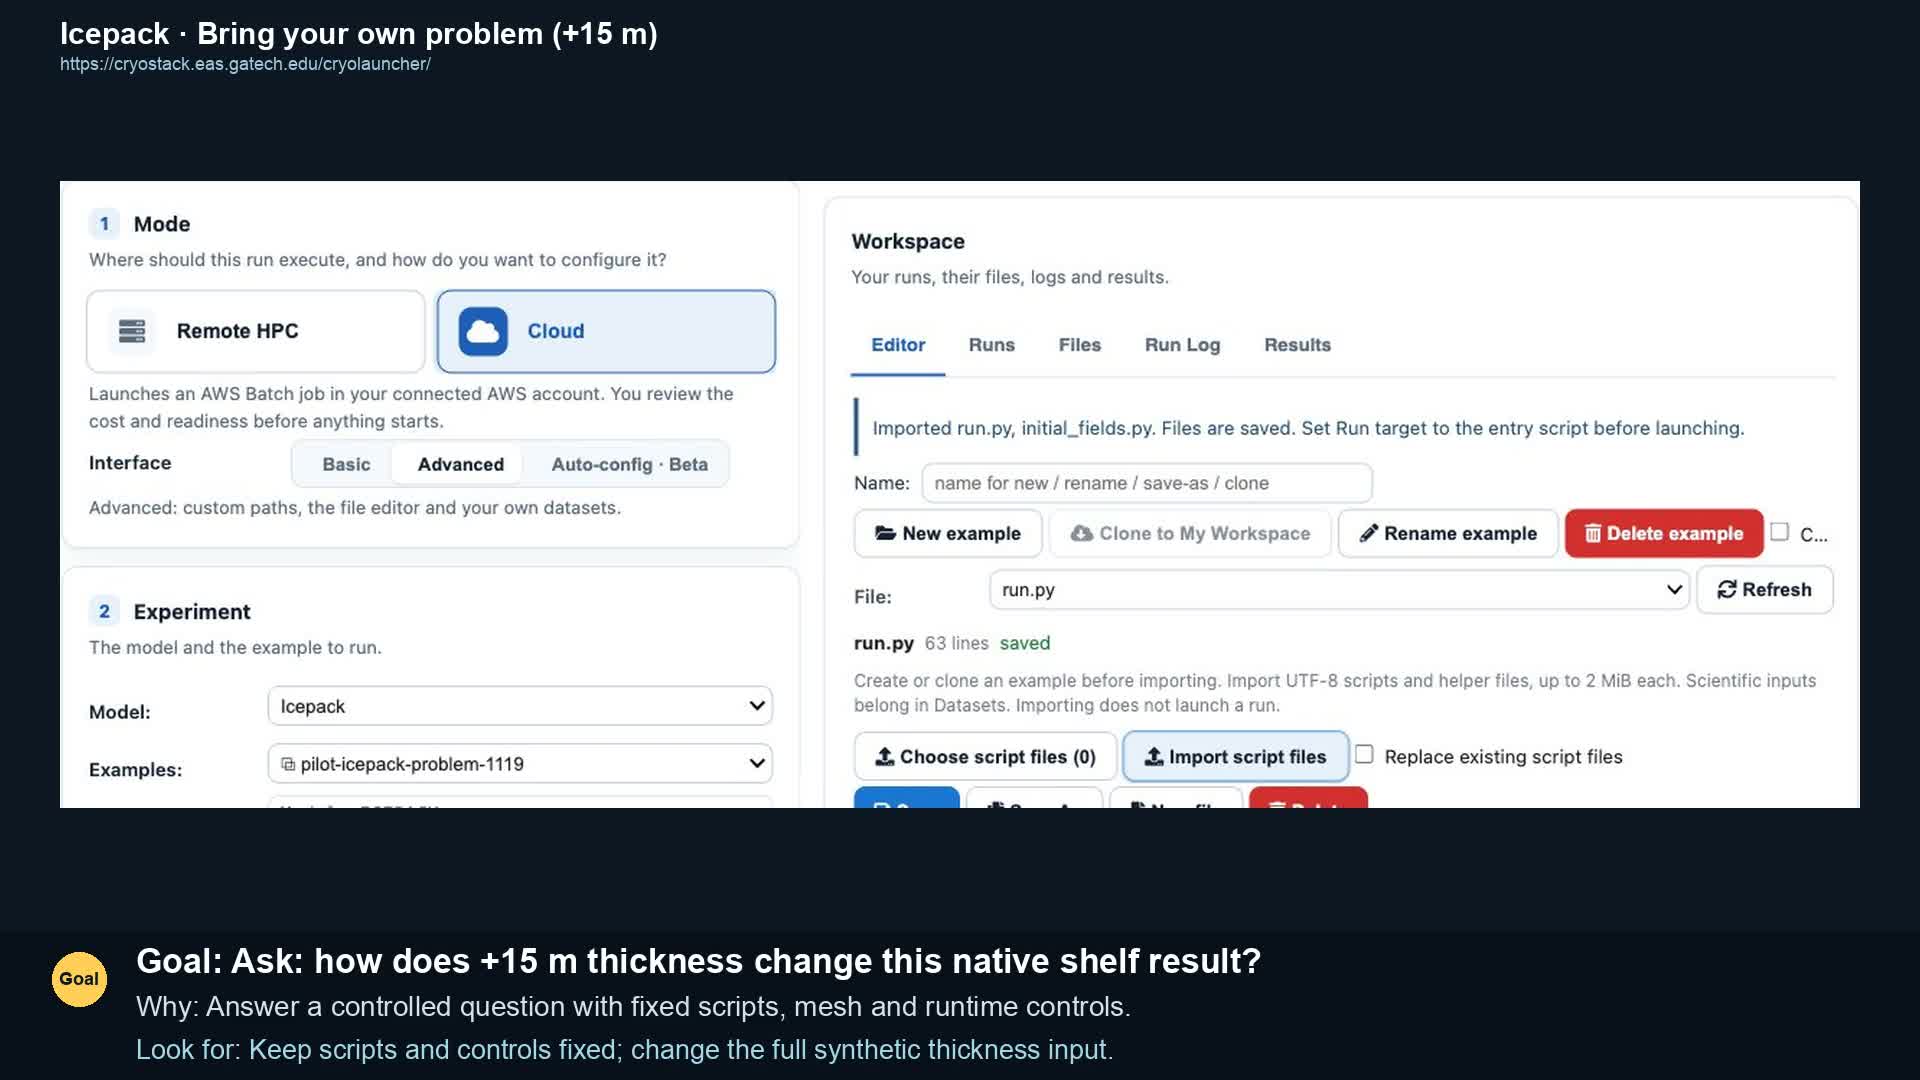 Icepack · Bring your own problem (+15 m)
https://cryostack.eas.gatech.edu/cryolauncher/
1 Mode
Where should this run execute, and how do you want to configure it?
Remote HPC
Cloud
Launches an AWS Batch job in your connected AWS account. You review the
cost and readiness before anything starts.
Interface
Basic
Advanced
Auto-config · Beta
Advanced: custom paths, the file editor and your own datasets.
2 Experiment
The model and the example to run.
Model:
Icepack
Examples:
pilot-icepack-problem-1119
Workspace
Your runs, their files, logs and results.
Editor
Runs
Files
Run Log
Results
Imported run.py, initial_fields.py. Files are saved. Set Run target to the entry script before launching.
Name:
name for new / rename / save-as / clone
New example
Clone to My Workspace
Rename example
Delete example
C...
File:
run.py
Refresh
run.py 63 lines saved
Create or clone an example before importing. Import UTF-8 scripts and helper files, up to 2 MiB each. Scientific inputs
belong in Datasets. Importing does not launch a run.
Choose script files (0)
Import script files
Replace existing script files
Goal
Goal: Ask: how does +15 m thickness change this native shelf result?
Why: Answer a controlled question with fixed scripts, mesh and runtime controls.
Look for: Keep scripts and controls fixed; change the full synthetic thickness input.